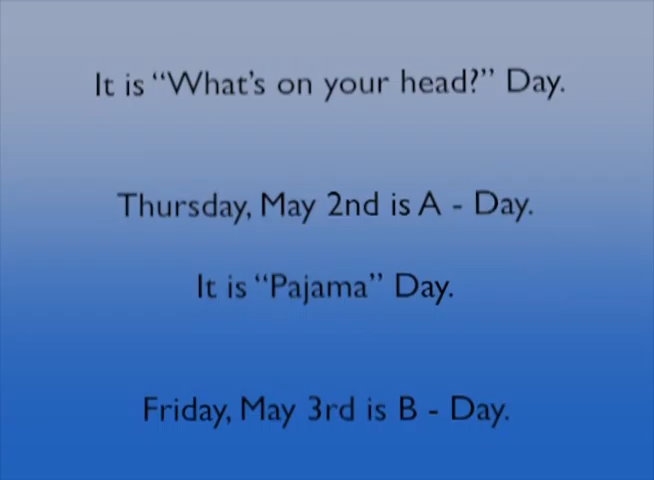 It is “What’s on your head?” Day.
Thursday, May 2nd is A - Day.
It is “Pajama” Day.
Friday, May 3rd is B - Day.